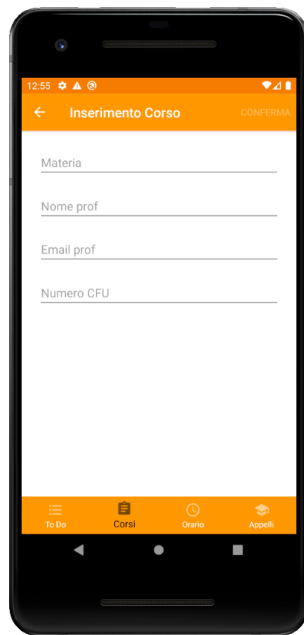 12:55
Inserimento Corso CONFERMA
Materia
Nome prof
Email prof
Numero CFU
To Do Corsi Orario Appelli